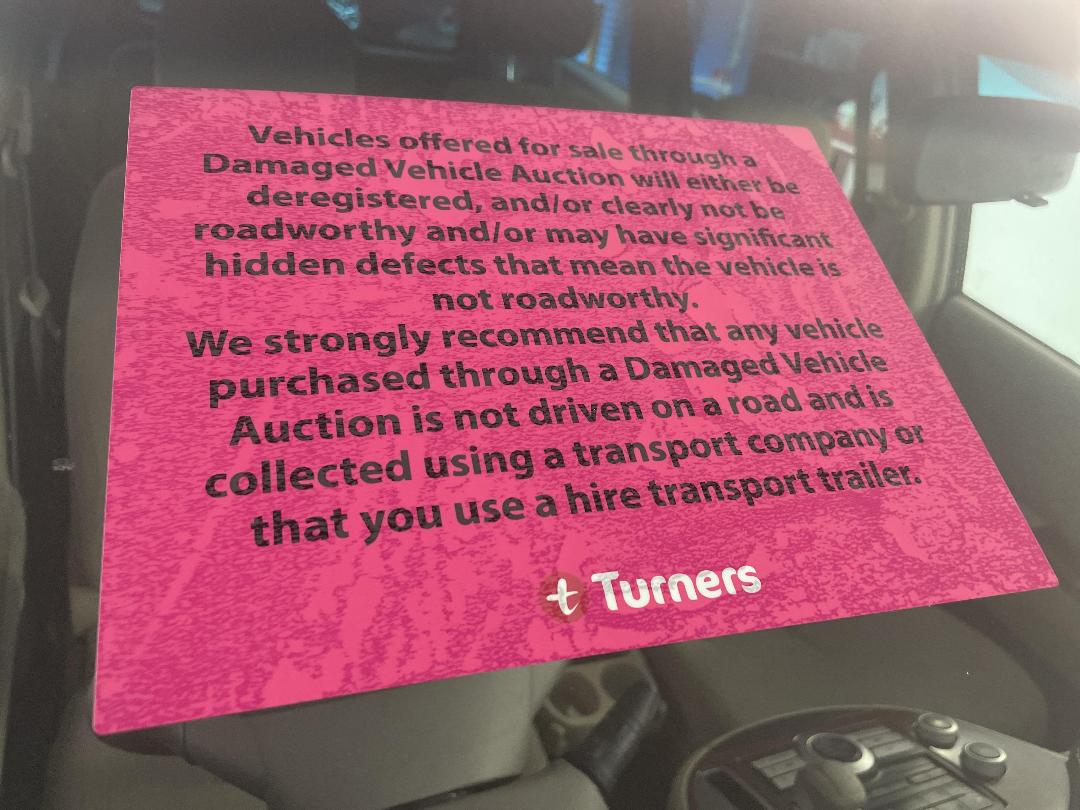 Vehicles offered for sale through a
Damaged Vehicle Auction will either be
deregistered, and/or clearly not be
roadworthy and/or may have significant
hidden defects that mean the vehicle is
not roadworthy.
We strongly recommend that any vehicle
purchased through a Damaged Vehicle
Auction is not driven on a road and is
collected using a transport company or
that you use a hire transport trailer.
t Turners